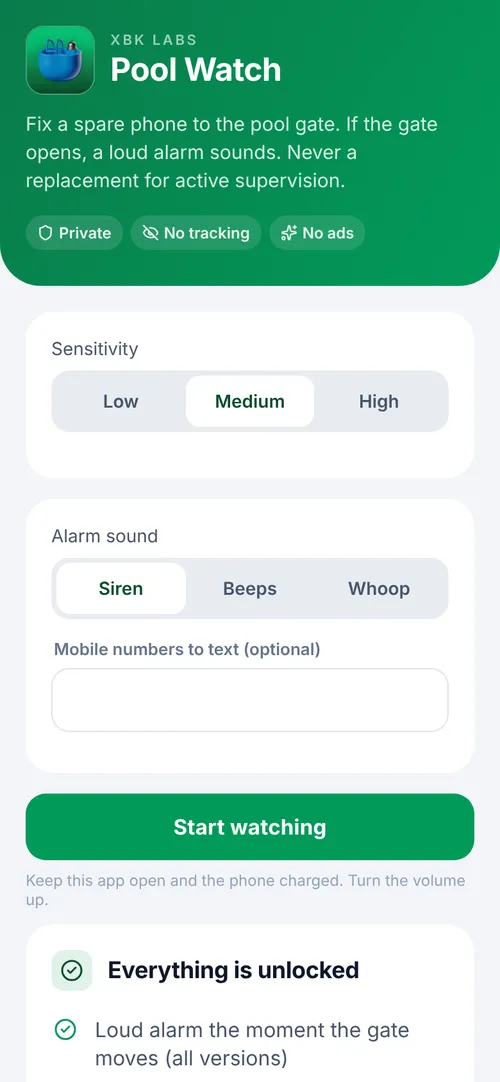 XBK LABS
Pool Watch
Fix a spare phone to the pool gate. If the gate
opens, a loud alarm sounds. Never a
replacement for active supervision.
Private
No tracking
No ads
Sensitivity
Low
Medium
High
Alarm sound
Siren
Beeps
Whoop
Mobile numbers to text (optional)
Start watching
Keep this app open and the phone charged. Turn the volume
up.
Everything is unlocked
Loud alarm the moment the gate
moves (all versions)